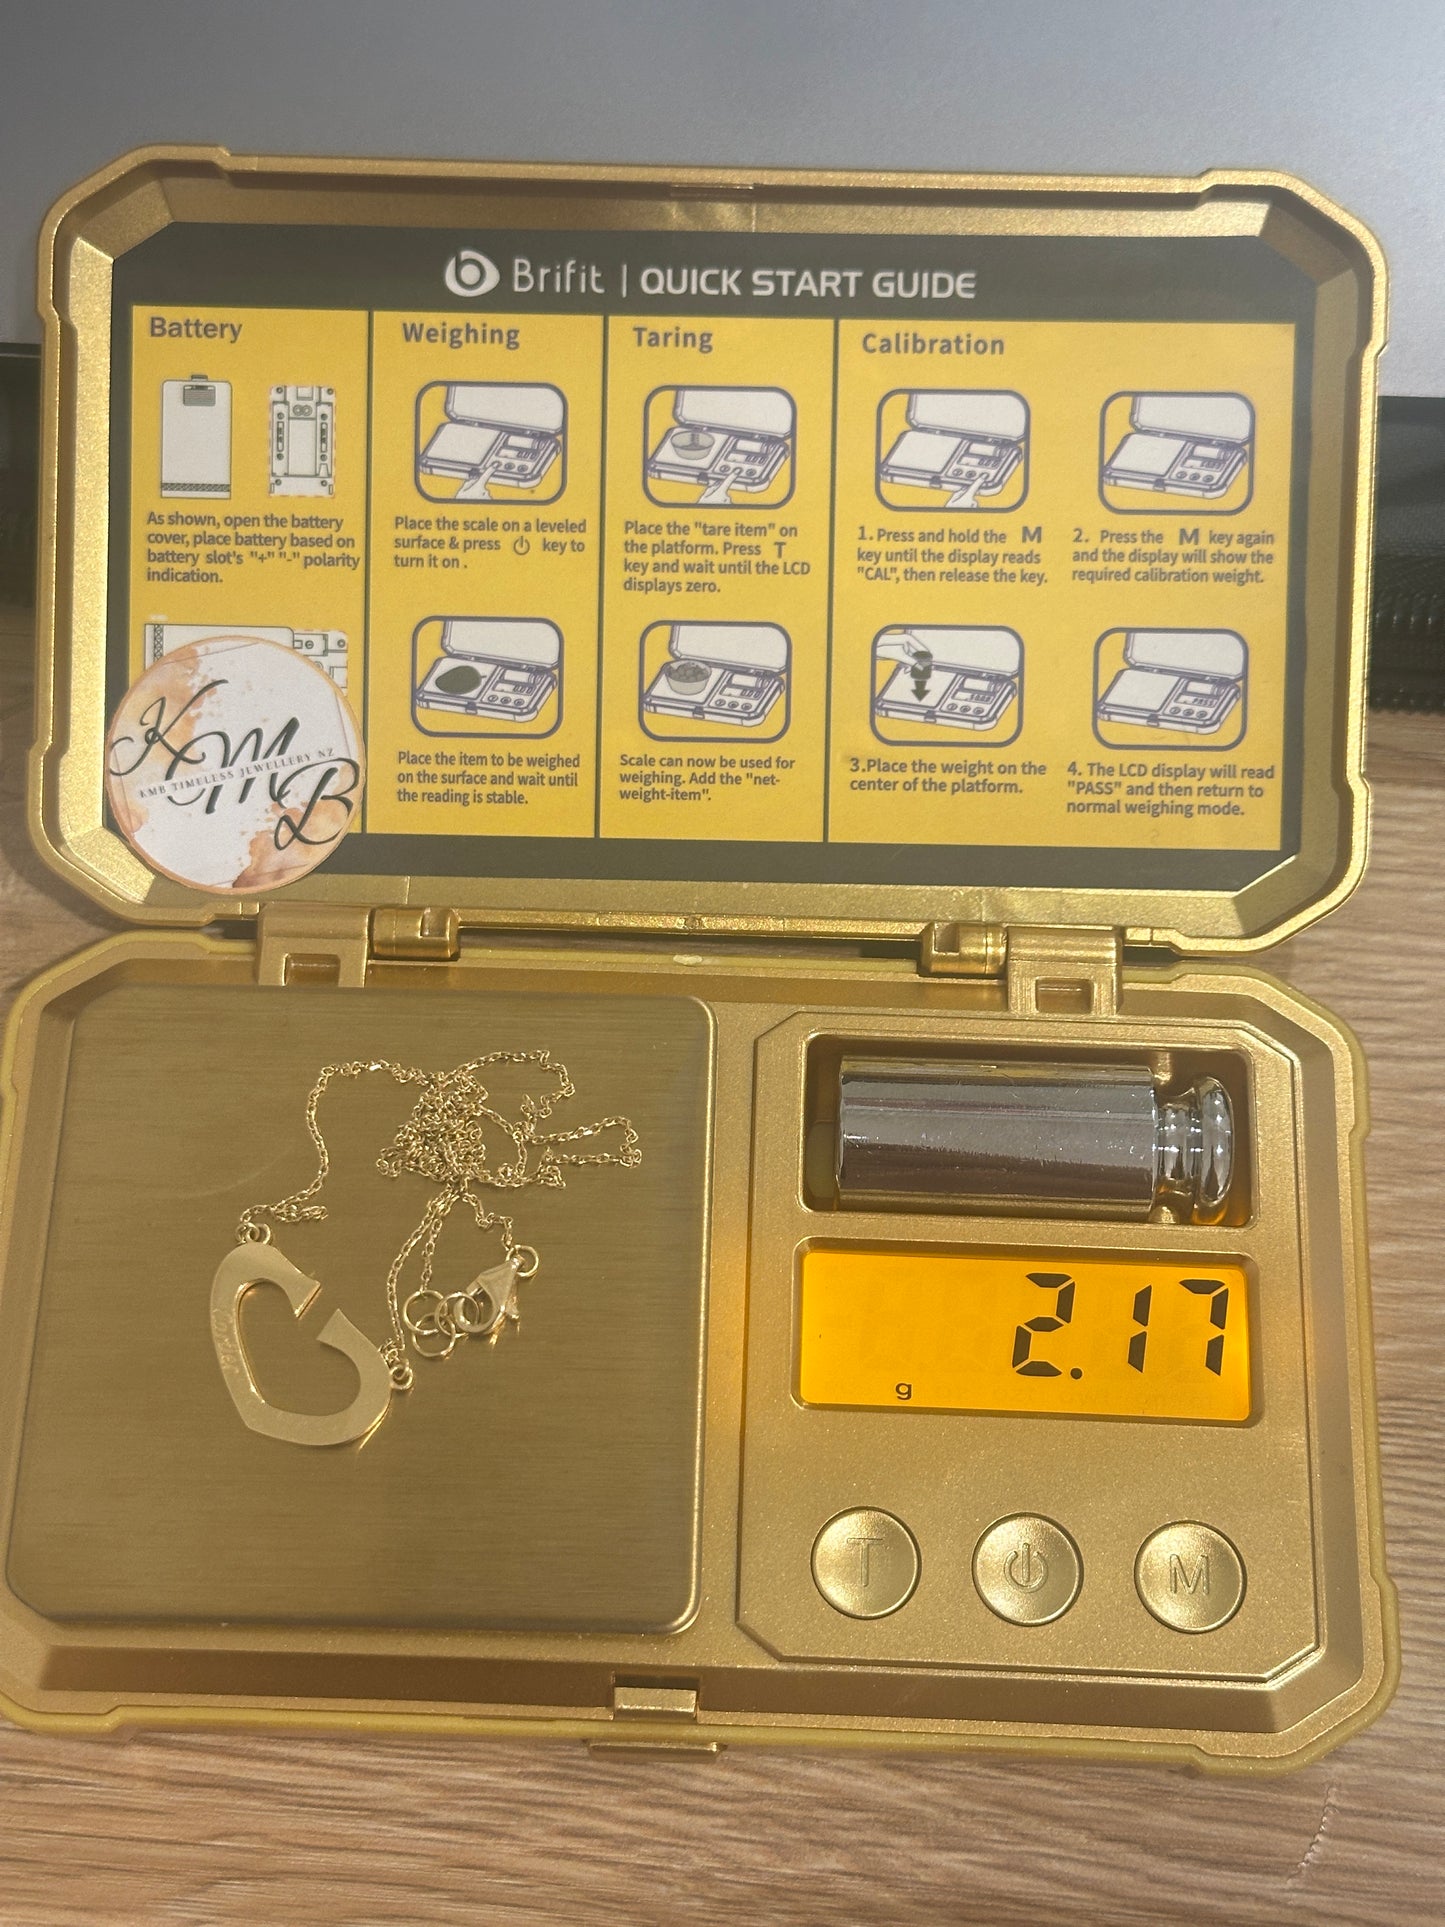 Brifit | QUICK START GUIDE
Battery
As shown, open the battery
cover, place battery based on
battery slot's "+" "-" polarity
indication.
Weighing
Place the scale on a leveled
surface & press key to
turn it on .
Place the item to be weighed
on the surface and wait until
the reading is stable.
Taring
Place the "tare item" on
the platform. Press T
key and wait until the LCD
displays zero.
Scale can now be used for
weighing. Add the "net-
weight-item".
Calibration
1. Press and hold the M
key until the display reads
"CAL", then release the key.
2. Press the M key again
and the display will show the
required calibration weight.
3.Place the weight on the
center of the platform.
4. The LCD display will read
"PASS" and then return to
normal weighing mode.
KMB
KMB TIMELESS JEWELLERY NZ
2.17
g
T
M